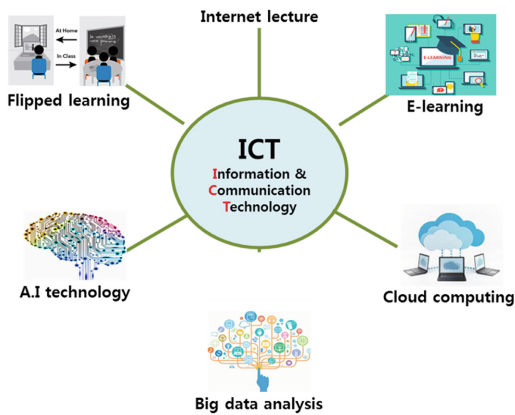 Internet lecture
At Home
In Class
Flipped learning
E-LEARNING
E-learning
ICT
Information &
Communication
Technology
A.I technology
Cloud computing
Big data analysis